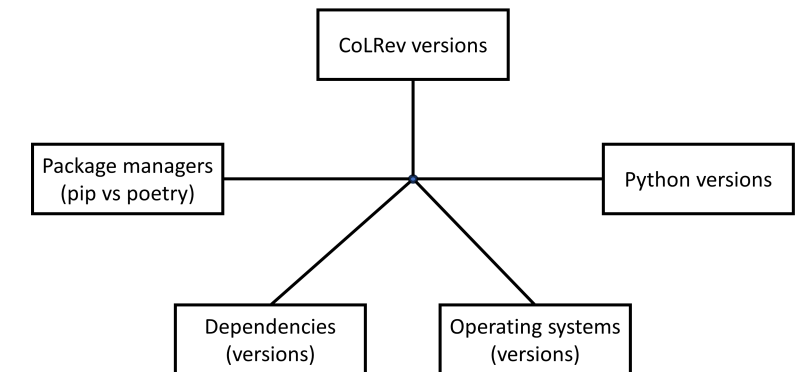 CoLRev versions
Package managers
(pip vs poetry)
Python versions
Dependencies
(versions)
Operating systems
(versions)